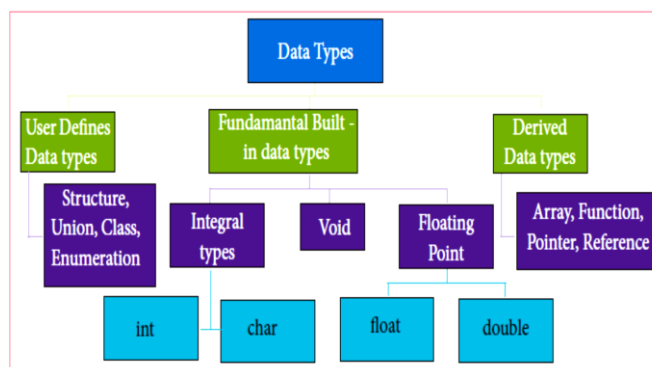 Data Types
User Defines
Data types
Fundamantal Built -
in data types
Derived
Data types
Structure,
Union, Class,
Enumeration
Integral
types
Void
Floating
Point
Array, Function,
Pointer, Reference
int
char
float
double